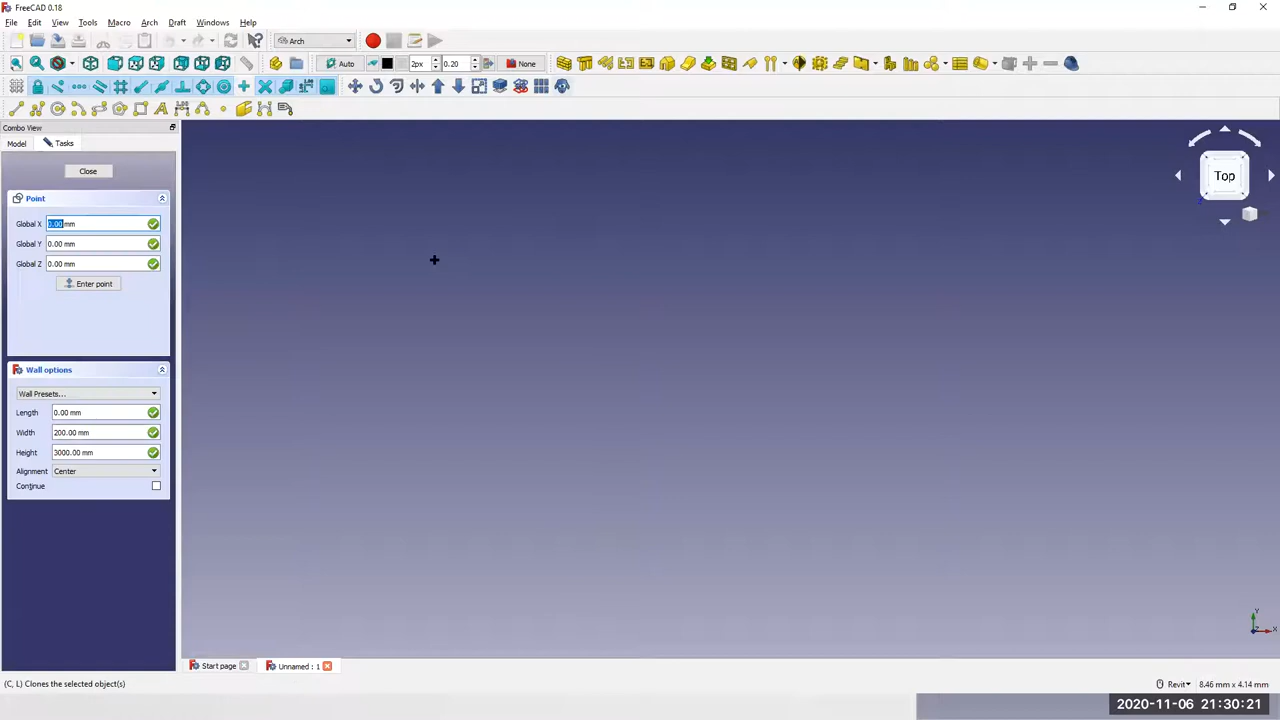 FreeCAD 0.18
File Edit View Tools Macro Arch Draft Windows Help
Arch
Auto 2px 0.20 None
Combo View
Model Tasks
Close
Point
Global X 0.00 mm
Global Y 0.00 mm
Global Z 0.00 mm
Enter point
Wall options
Wall Presets...
Length 0.00 mm
Width 200.00 mm
Height 3000.00 mm
Alignment Center
Continue
Top
Y
X
Z
Start page Unnamed : 1
(C, L) Clones the selected object(s) Revit 8.46 mm x 4.14 mm
2020-11-06 21:30:21